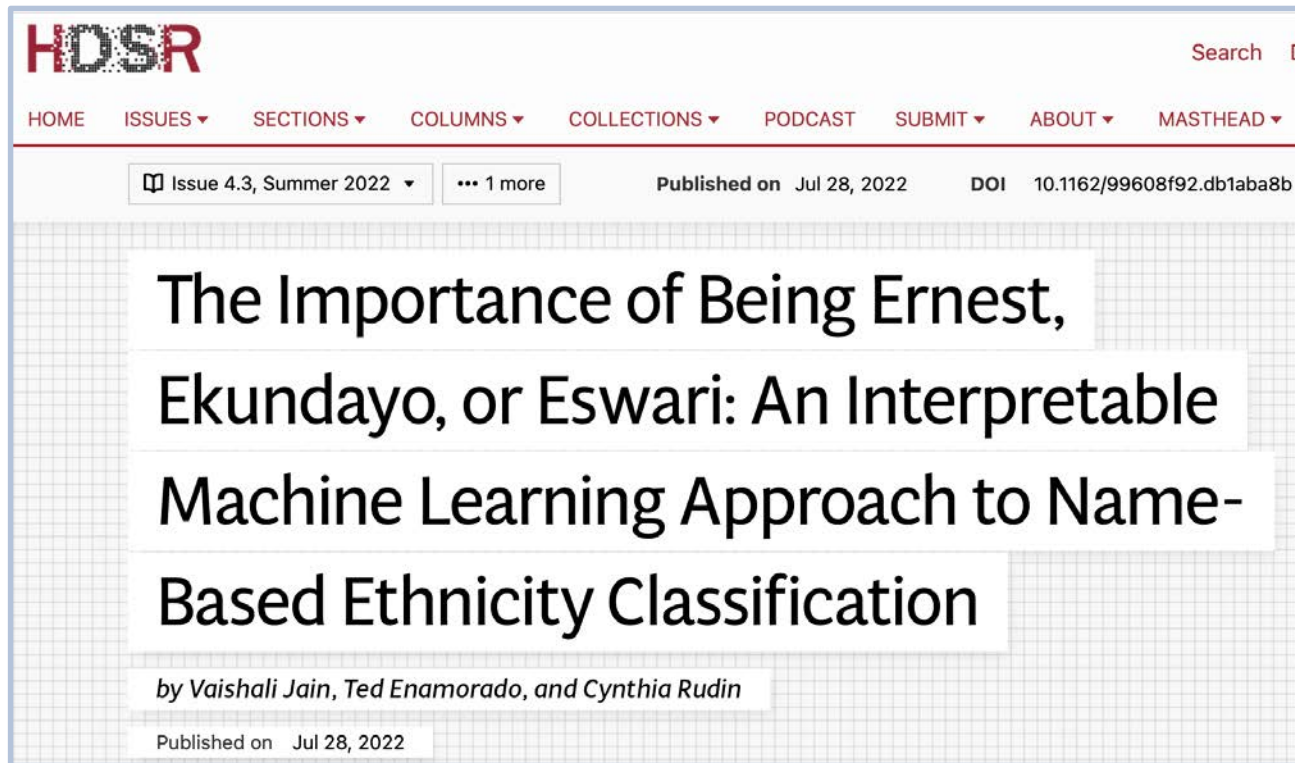 HDSR
Search
HOME ISSUES SECTIONS COLUMNS COLLECTIONS PODCAST SUBMIT ABOUT MASTHEAD
Issue 4.3, Summer 2022 ••• 1 more Published on Jul 28, 2022 DOI 10.1162/99608f92.db1aba8b
The Importance of Being Ernest,
Ekundayo, or Eswari: An Interpretable
Machine Learning Approach to Name-
Based Ethnicity Classification
by Vaishali Jain, Ted Enamorado, and Cynthia Rudin
Published on Jul 28, 2022